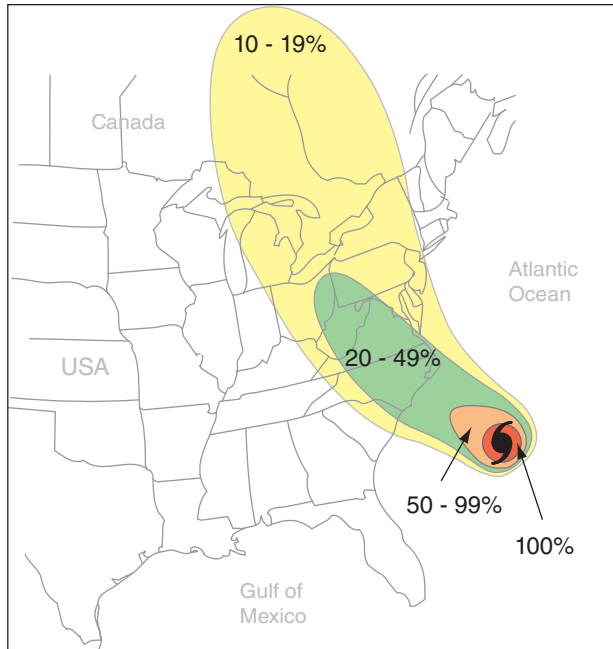 10 - 19%
Canada
Atlantic
Ocean
20 - 49%
USA
50 - 99%
100%
Gulf of
Mexico